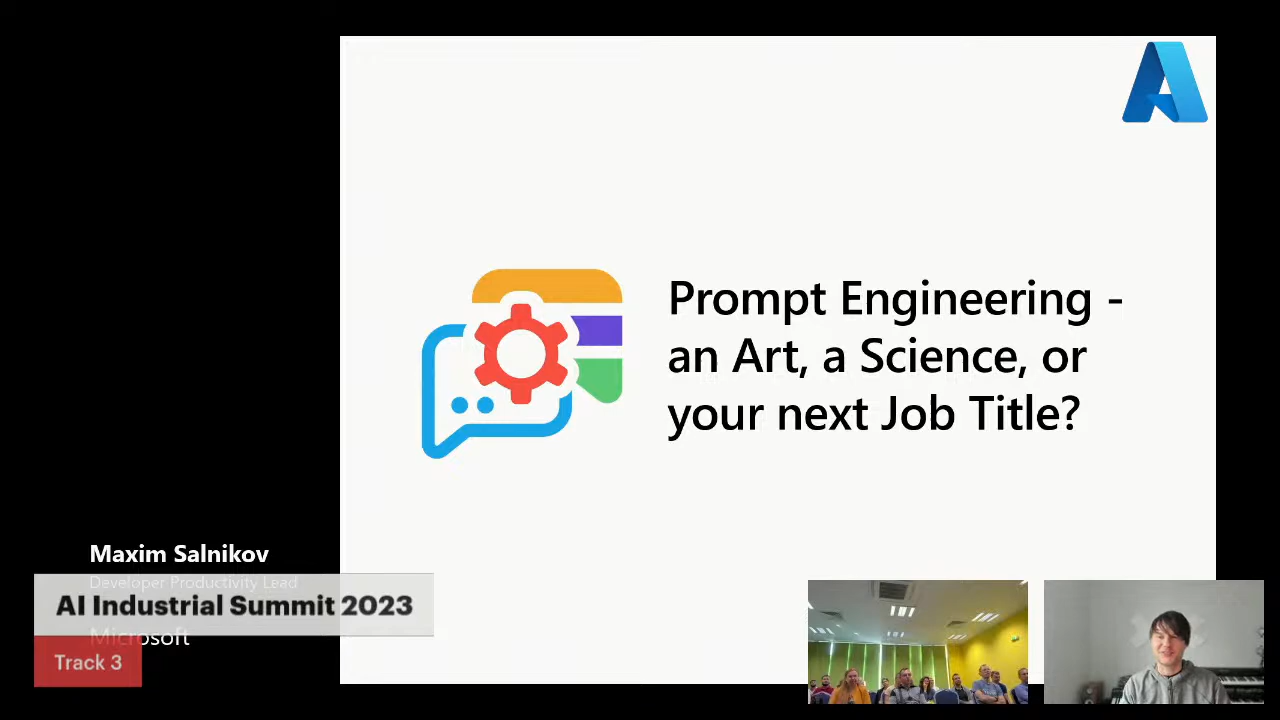 Prompt Engineering -
an Art, a Science, or
your next Job Title?
Maxim Salnikov
Developer Productivity Lead
AI Industrial Summit 2023
Microsoft
Track 3